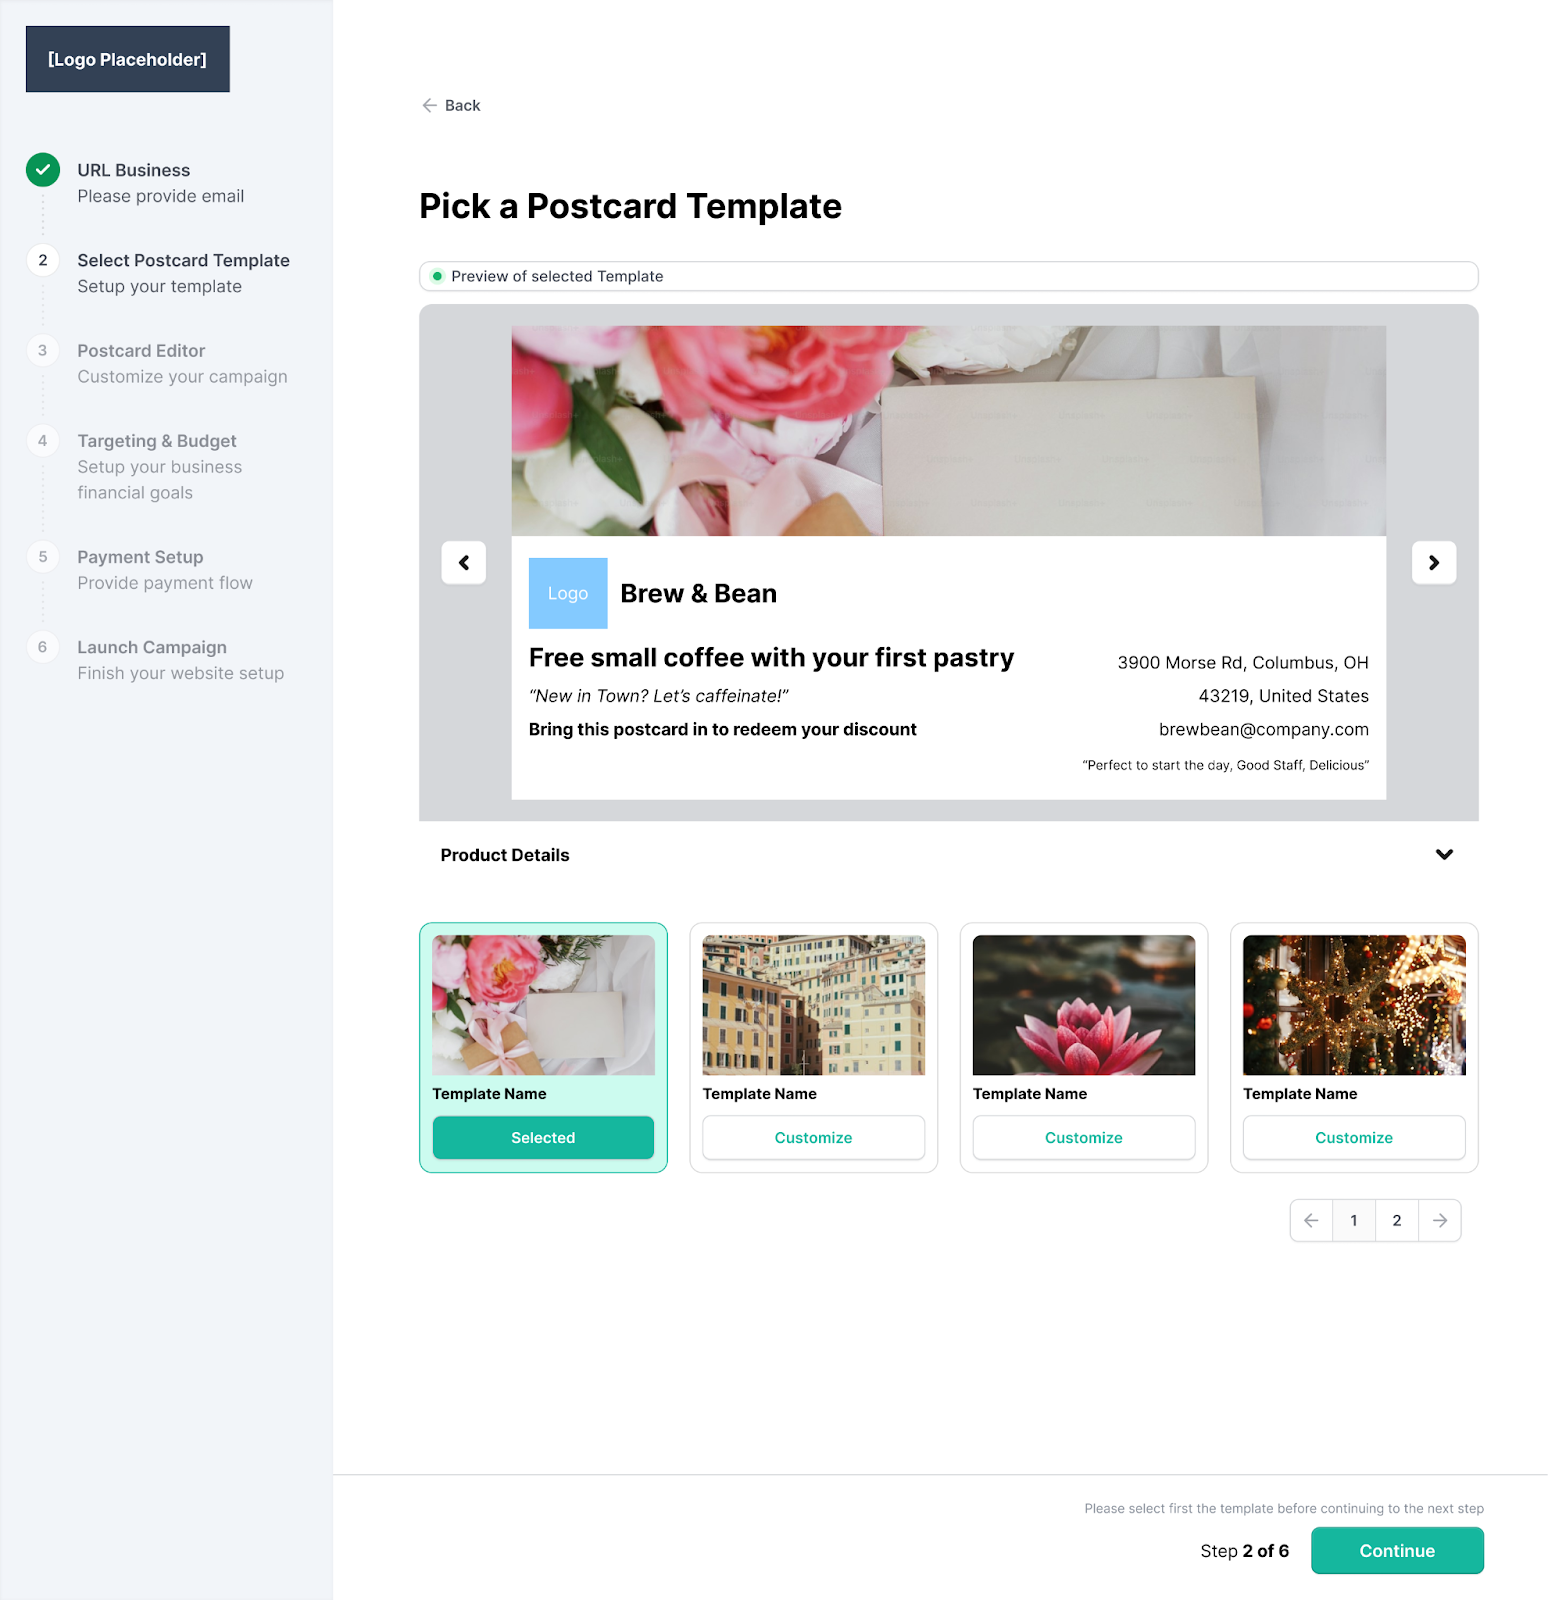 [Logo Placeholder]
URL Business
Please provide email
2
Select Postcard Template
Setup your template
3
Postcard Editor
Customize your campaign
4
Targeting & Budget
Setup your business
financial goals
5
Payment Setup
Provide payment flow
6
Launch Campaign
Finish your website setup
Back
Pick a Postcard Template
Preview of selected Template
Logo
Brew & Bean
Free small coffee with your first pastry
“New in Town? Let’s caffeinate!”
Bring this postcard in to redeem your discount
3900 Morse Rd, Columbus, OH
43219, United States
brewbean@company.com
“Perfect to start the day, Good Staff, Delicious”
Product Details
Template Name
Selected
Template Name
Customize
Template Name
Customize
Template Name
Customize
1
2
Please select first the template before continuing to the next step
Step 2 of 6
Continue